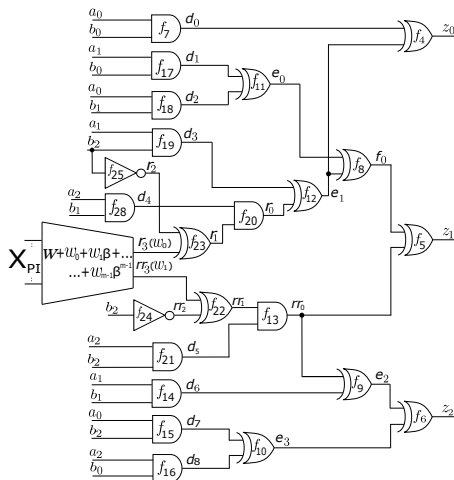 a₀ d₀
b₀ f₇ f₄ z₀
a₁ d₁
b₀ f₁₇ e₀
a₀ d₂ f₁₁
b₁ f₁₈
a₁ d₃
b₂ f₁₉ f₈ f₀
f₂₅ r₂ f₁₂ e₁
a₂ d₄ r₀
b₁ f₂₈ f₂₀ z₁
r₁ f₅
f₂₃
X_PI W+w₀+w₁β+... r₃(w₀)
...+w_{m-1}β^{m-1} rr₃(w₁)
f₂₂ rr₁ rr₀
b₂ f₂₄ rr₂ f₁₃
a₂ d₅
b₂ f₂₁
a₁ d₆ f₉ e₂
b₁ f₁₄
a₀ d₇ f₆ z₂
b₂ f₁₅ e₃
a₂ d₈ f₁₀
b₀ f₁₆